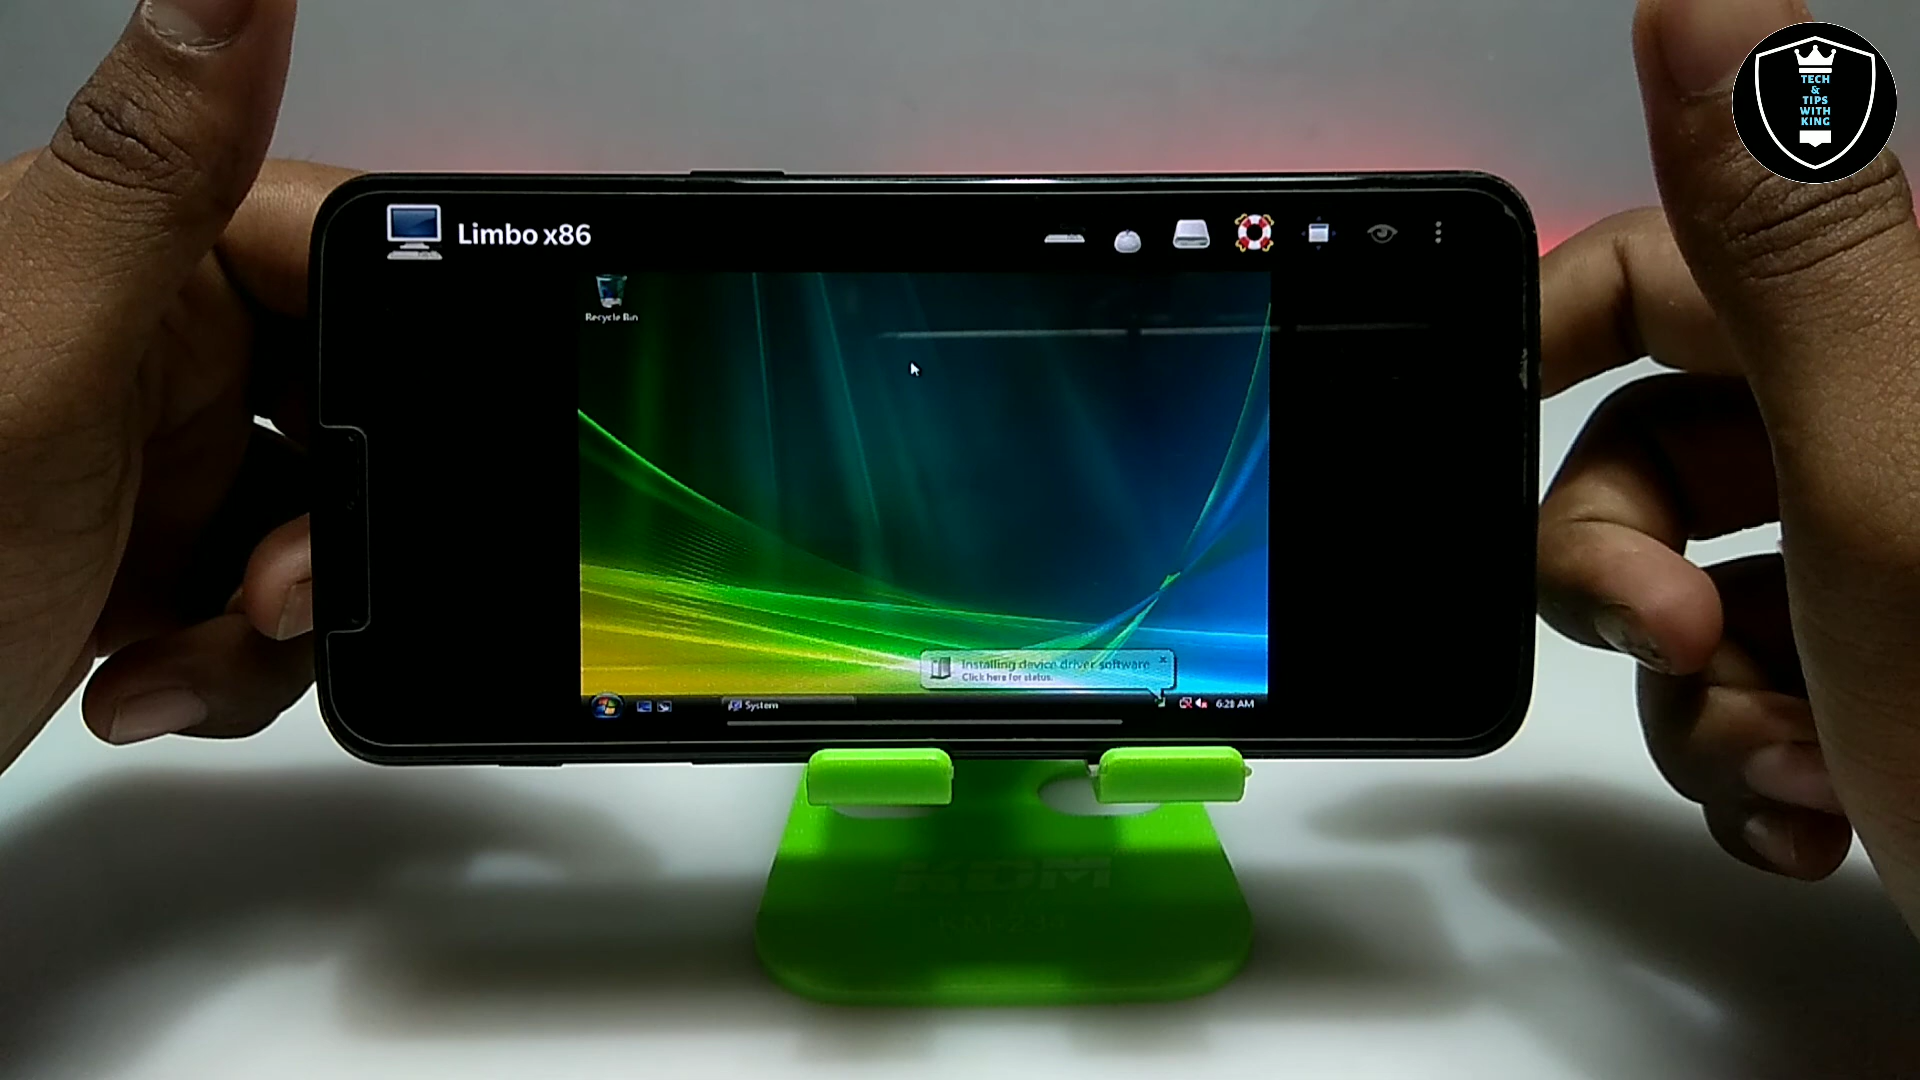 TECH
&
TIPS
WITH
KING
Limbo x86
Recycle Bin
Installing device driver software
Click here for status.
System
6:28 AM
KDM